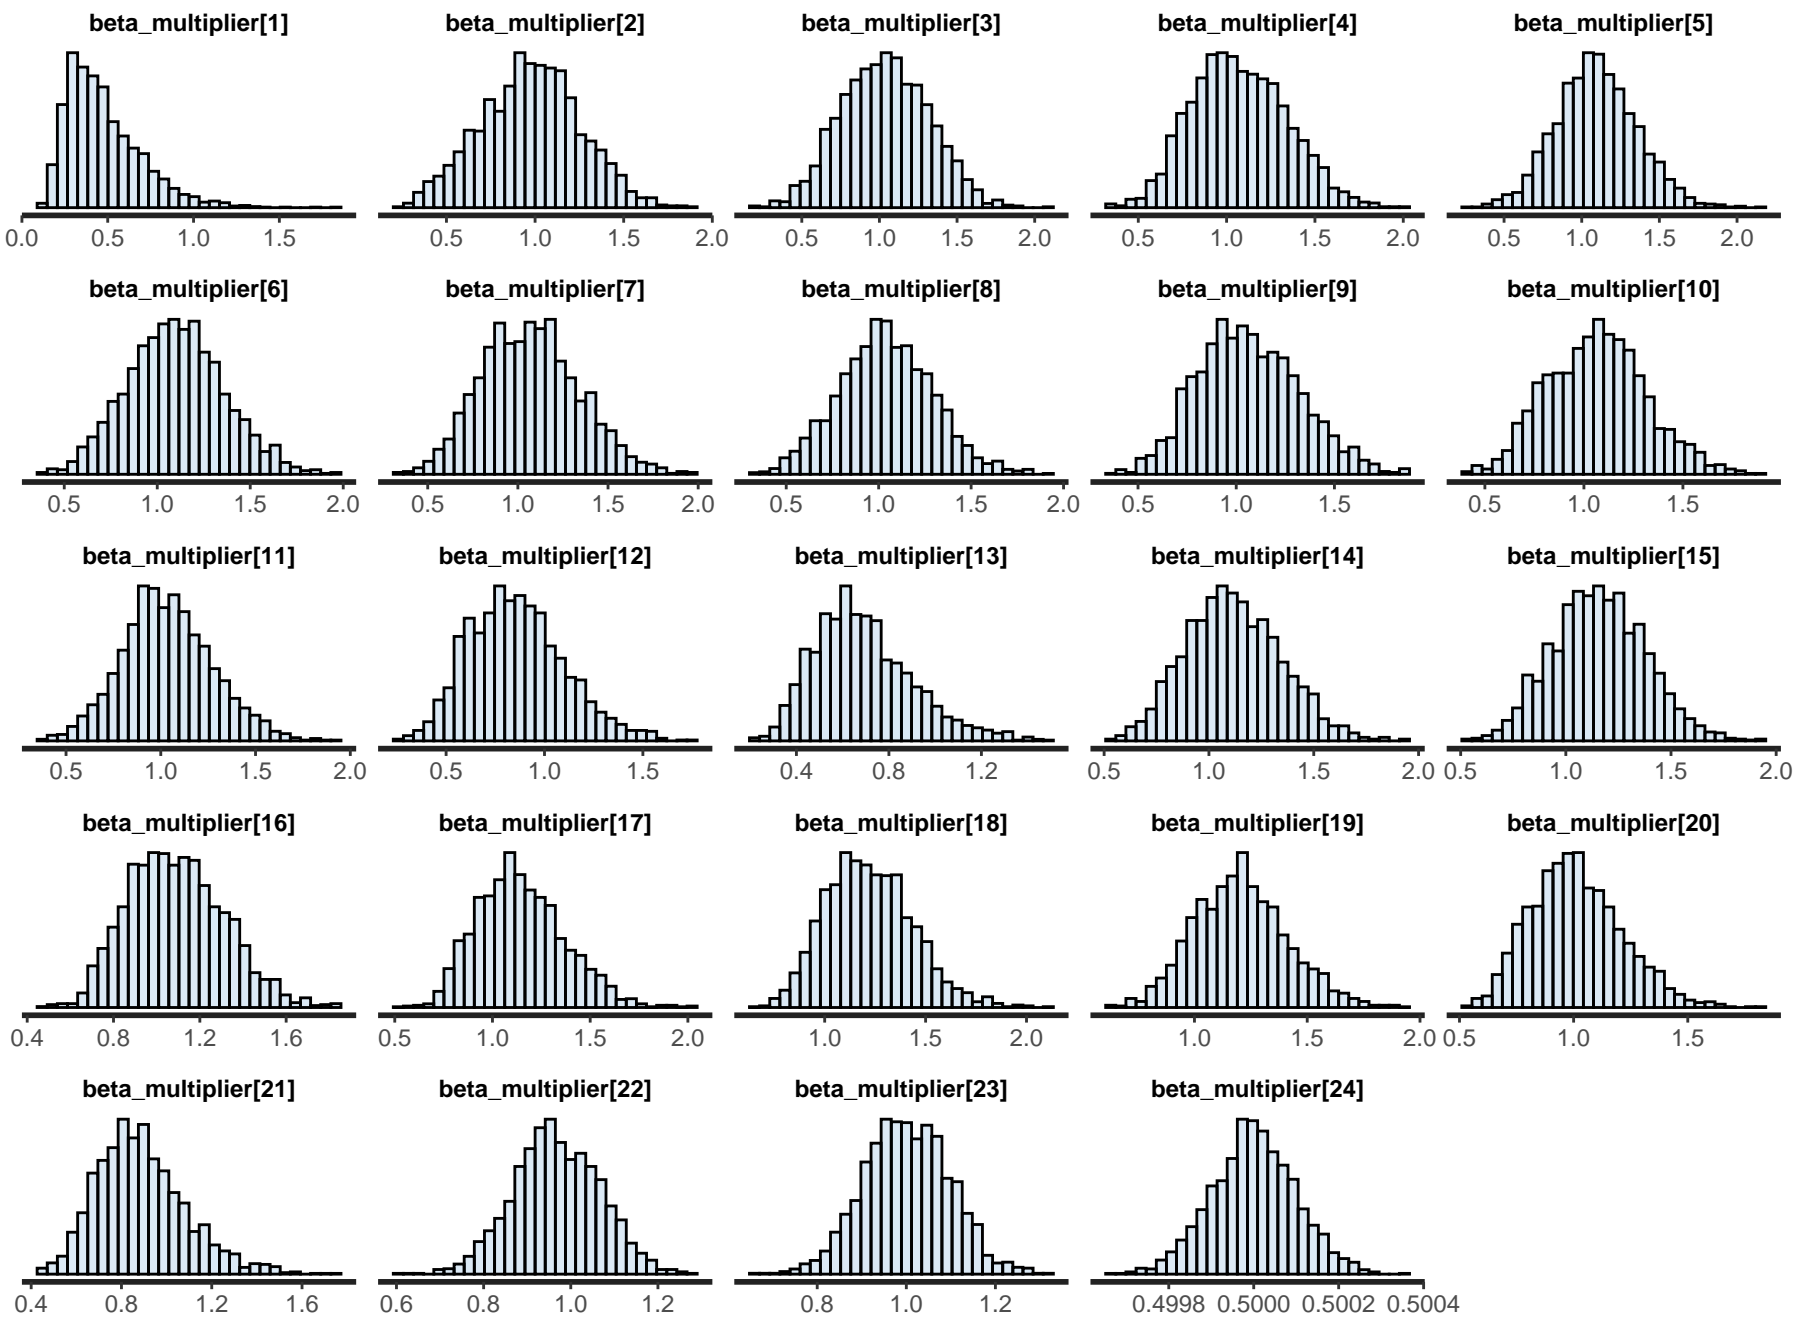 beta_multiplier[1] beta_multiplier[2] beta_multiplier[3] beta_multiplier[4] beta_multiplier[5]
0.0 0.5 1.0 1.5 0.5 1.0 1.5 2.0 0.5 1.0 1.5 2.0 0.5 1.0 1.5 2.0 0.5 1.0 1.5 2.0
beta_multiplier[6] beta_multiplier[7] beta_multiplier[8] beta_multiplier[9] beta_multiplier[10]
0.5 1.0 1.5 2.0 0.5 1.0 1.5 2.0 0.5 1.0 1.5 2.0 0.5 1.0 1.5 0.5 1.0 1.5
beta_multiplier[11] beta_multiplier[12] beta_multiplier[13] beta_multiplier[14] beta_multiplier[15]
0.5 1.0 1.5 2.0 0.5 1.0 1.5 0.4 0.8 1.2 0.5 1.0 1.5 2.0 0.5 1.0 1.5 2.0
beta_multiplier[16] beta_multiplier[17] beta_multiplier[18] beta_multiplier[19] beta_multiplier[20]
0.4 0.8 1.2 1.6 0.5 1.0 1.5 2.0 1.0 1.5 2.0 1.0 1.5 2.0 0.5 1.0 1.5
beta_multiplier[21] beta_multiplier[22] beta_multiplier[23] beta_multiplier[24]
0.4 0.8 1.2 1.6 0.6 0.8 1.0 1.2 0.8 1.0 1.2 0.4998 0.5000 0.5002 0.5004